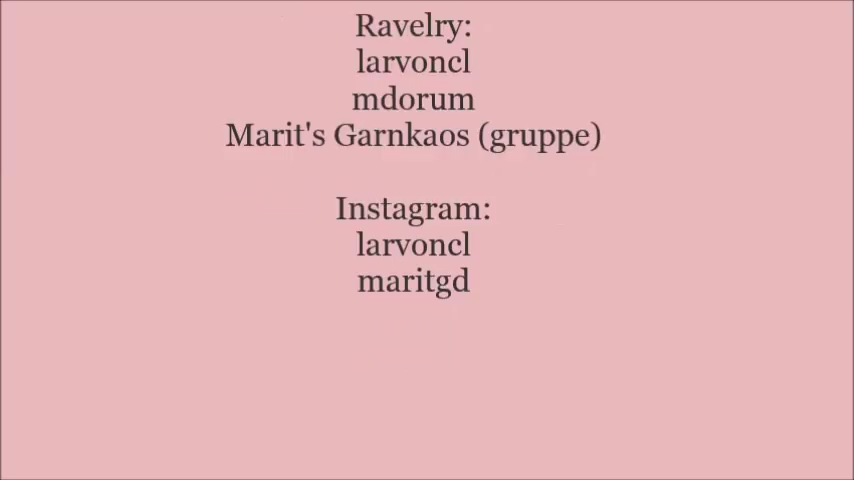 Ravelry:
larvoncl
mdorum
Marit's Garnkaos (gruppe)
Instagram:
larvoncl
maritgd